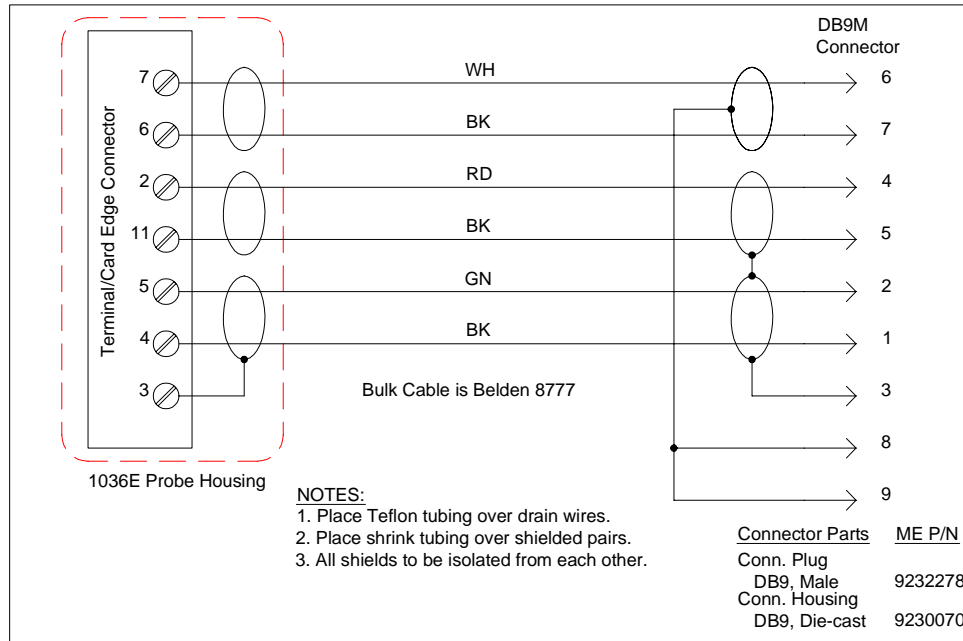 DB9M
Connector
7 WH 6
6 BK 7
2 RD 4
11 BK 5
5 GN 2
4 BK 1
3 Bulk Cable is Belden 8777 3
8
9
Terminal/Card Edge Connector
1036E Probe Housing
NOTES:
1. Place Teflon tubing over drain wires.
2. Place shrink tubing over shielded pairs.
3. All shields to be isolated from each other.
Connector Parts ME P/N
Conn. Plug
DB9, Male 9232278
Conn. Housing
DB9, Die-cast 9230070